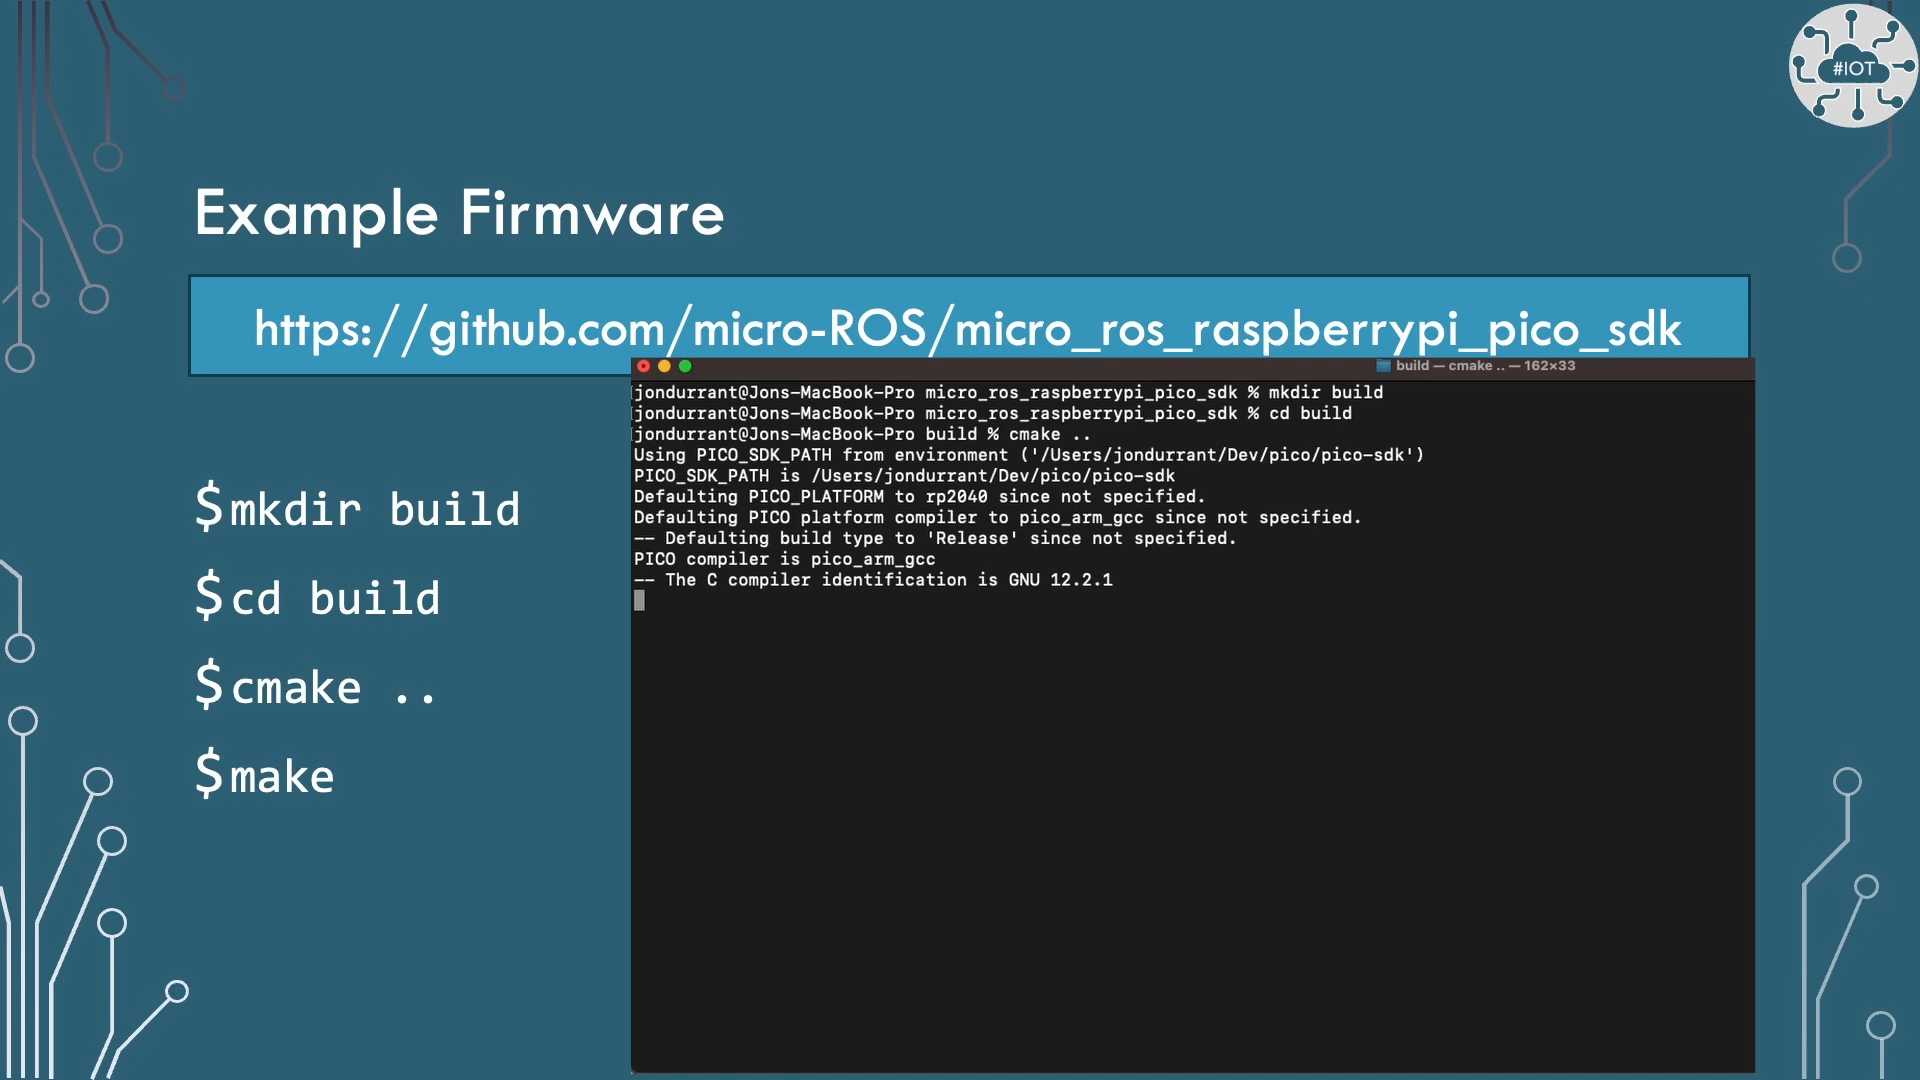 #IOT
Example Firmware
https://github.com/micro-ROS/micro_ros_raspberrypi_pico_sdk
$mkdir build
$cd build
$cmake ..
$make
build — cmake .. — 162×33
jondurrant@Jons-MacBook-Pro micro_ros_raspberrypi_pico_sdk % mkdir build
jondurrant@Jons-MacBook-Pro micro_ros_raspberrypi_pico_sdk % cd build
jondurrant@Jons-MacBook-Pro build % cmake ..
Using PICO_SDK_PATH from environment ('/Users/jondurrant/Dev/pico/pico-sdk')
PICO_SDK_PATH is /Users/jondurrant/Dev/pico/pico-sdk
Defaulting PICO_PLATFORM to rp2040 since not specified.
Defaulting PICO platform compiler to pico_arm_gcc since not specified.
-- Defaulting build type to 'Release' since not specified.
PICO compiler is pico_arm_gcc
-- The C compiler identification is GNU 12.2.1